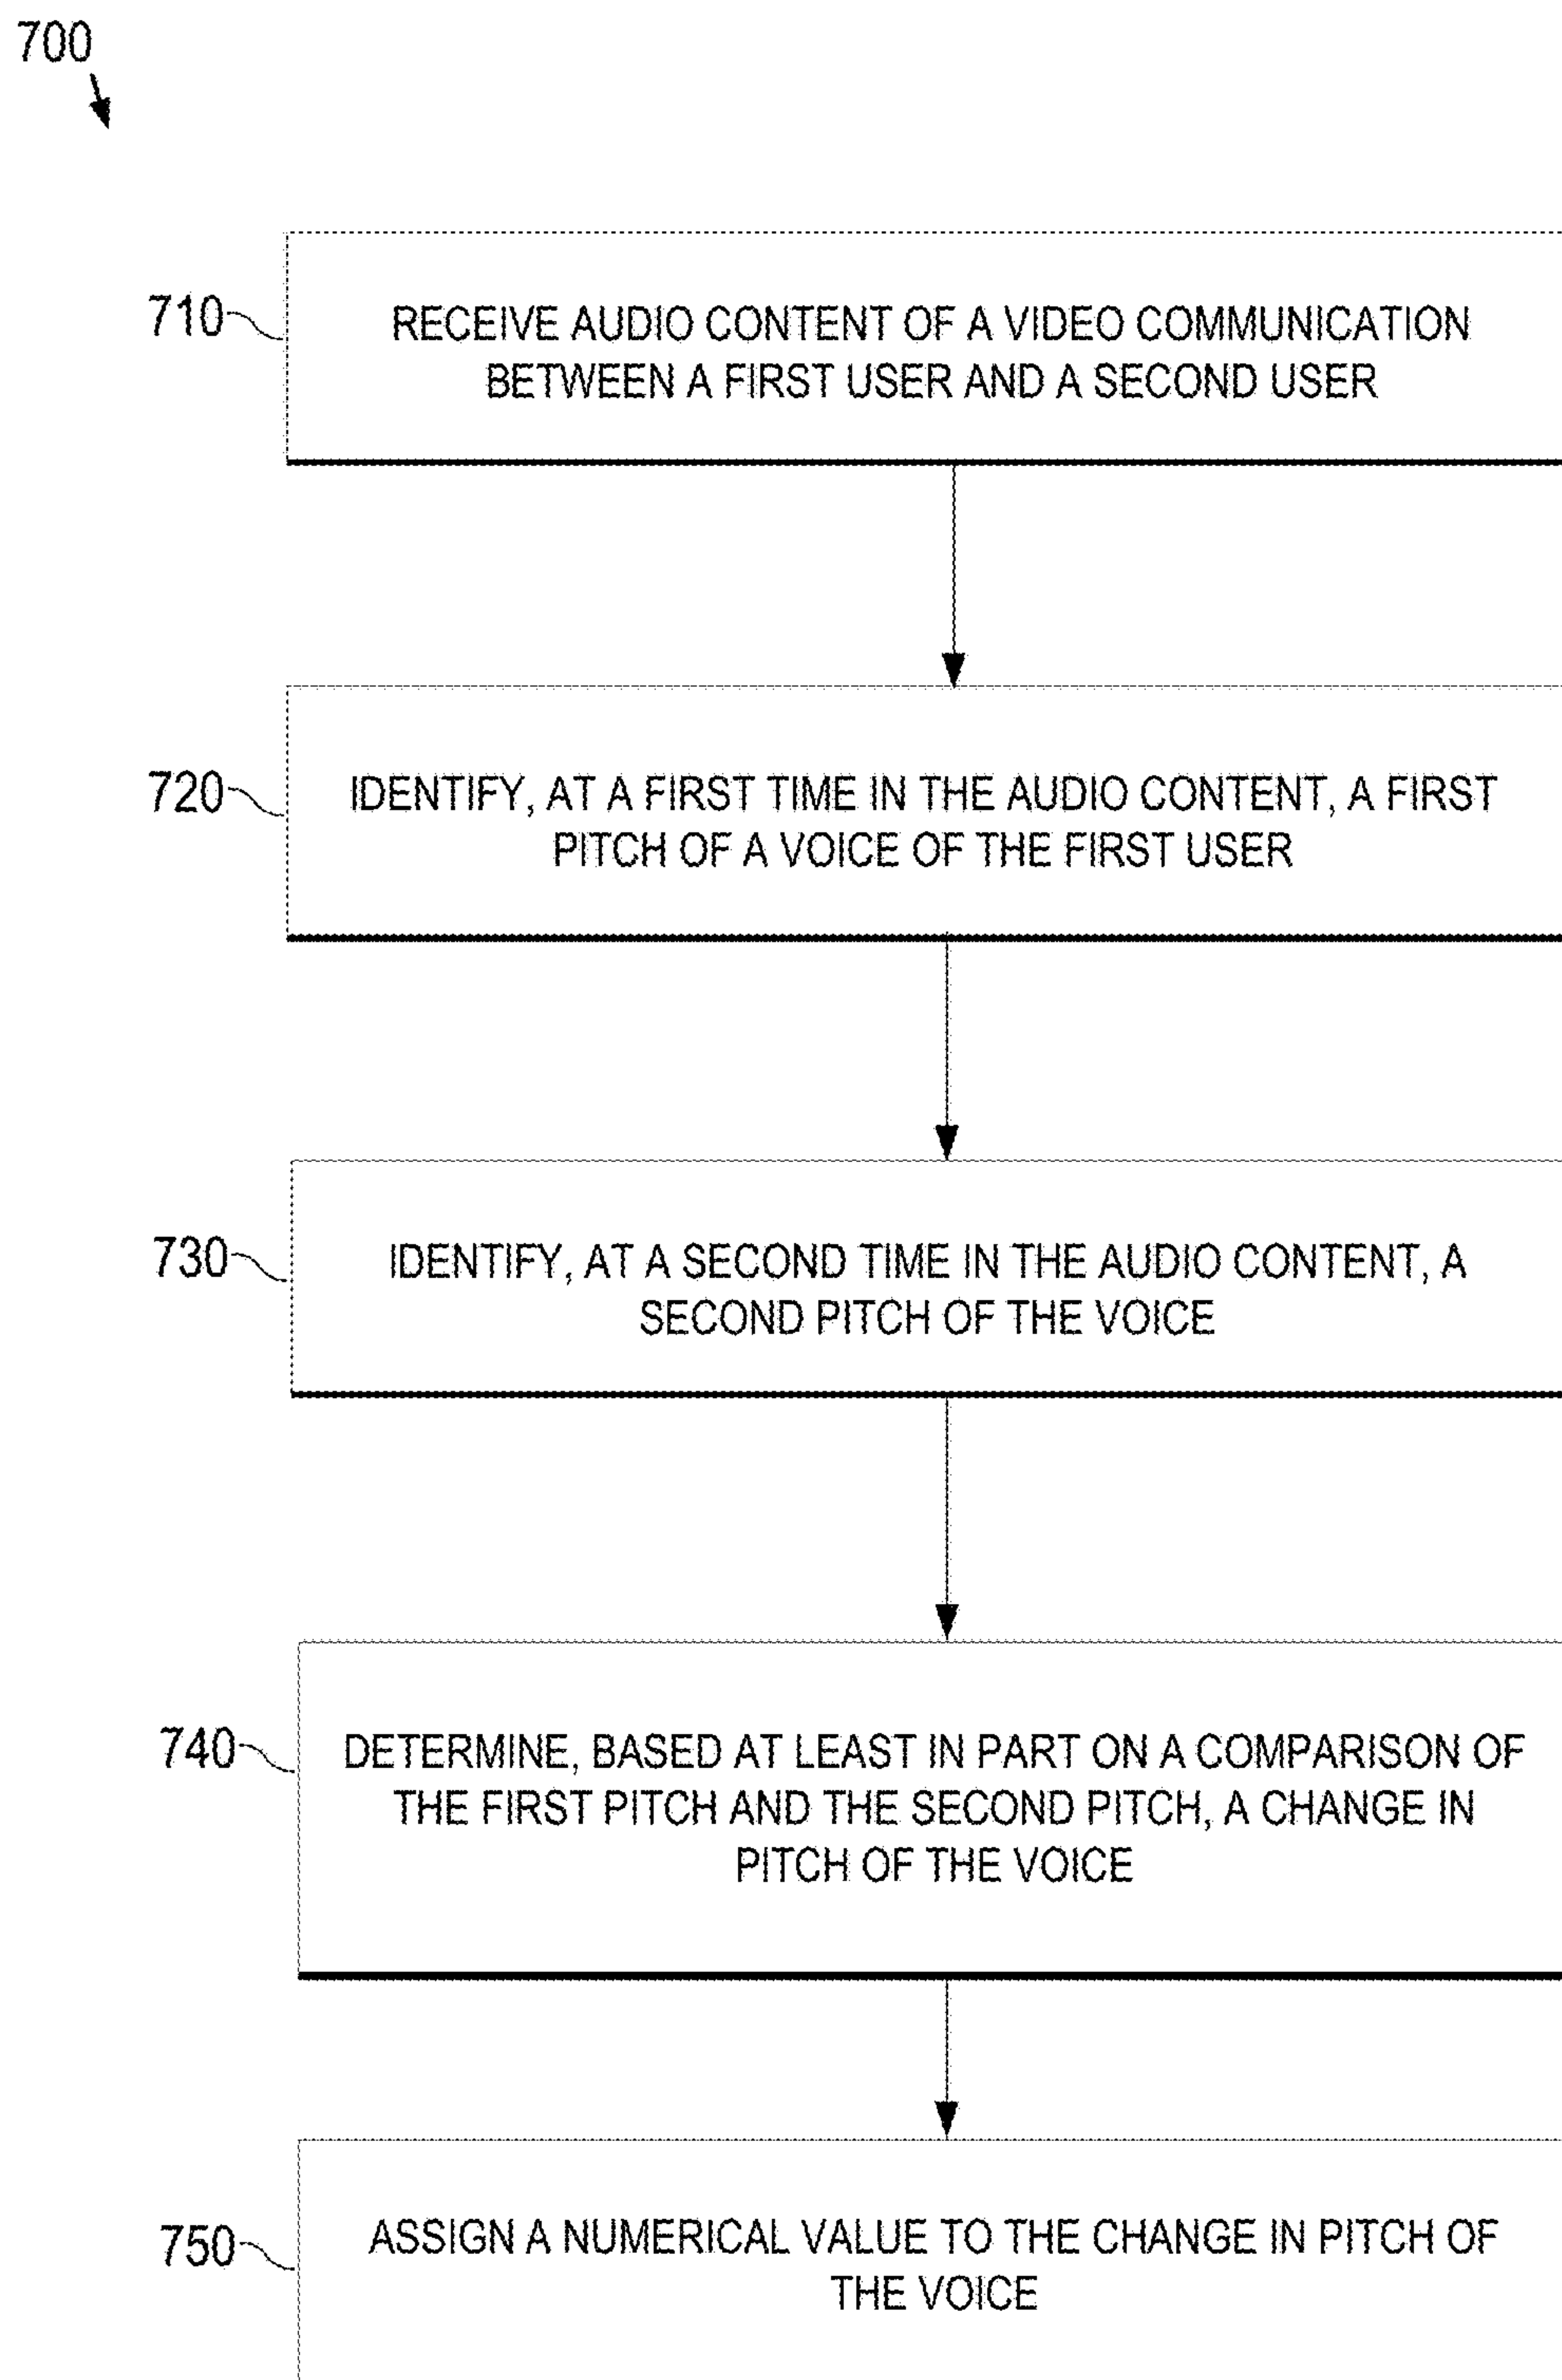 700
710
RECEIVE AUDIO CONTENT OF A VIDEO COMMUNICATION
BETWEEN A FIRST USER AND A SECOND USER
720
IDENTIFY, AT A FIRST TIME IN THE AUDIO CONTENT, A FIRST
PITCH OF A VOICE OF THE FIRST USER
730
IDENTIFY, AT A SECOND TIME IN THE AUDIO CONTENT, A
SECOND PITCH OF THE VOICE
740
DETERMINE, BASED AT LEAST IN PART ON A COMPARISON OF
THE FIRST PITCH AND THE SECOND PITCH, A CHANGE IN
PITCH OF THE VOICE
750
ASSIGN A NUMERICAL VALUE TO THE CHANGE IN PITCH OF
THE VOICE